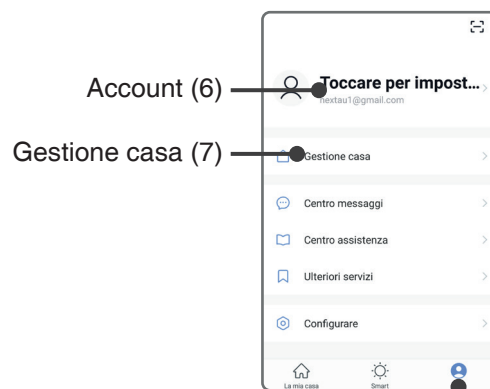 Account (6)
Toccare per impost...
nextau1@gmail.com
Gestione casa (7)
Gestione casa
Centro messaggi
Centro assistenza
Ulteriori servizi
Configurare
La mia casa
Smart